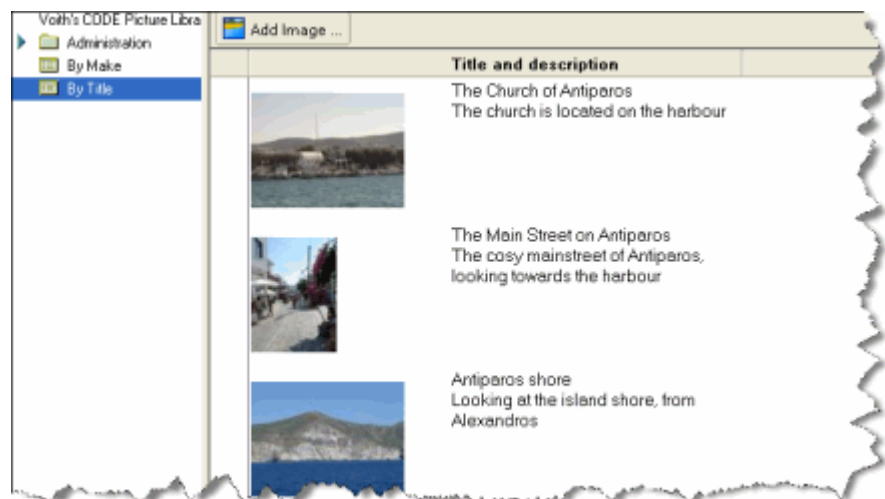 Voith's CODE Picture Libra
Administration
By Make
By Title
Add Image ...
Title and description
The Church of Antiparos
The church is located on the harbour
The Main Street on Antiparos
The cosy mainstreet of Antiparos,
looking towards the harbour
Antiparos shore
Looking at the island shore, from
Alexandros